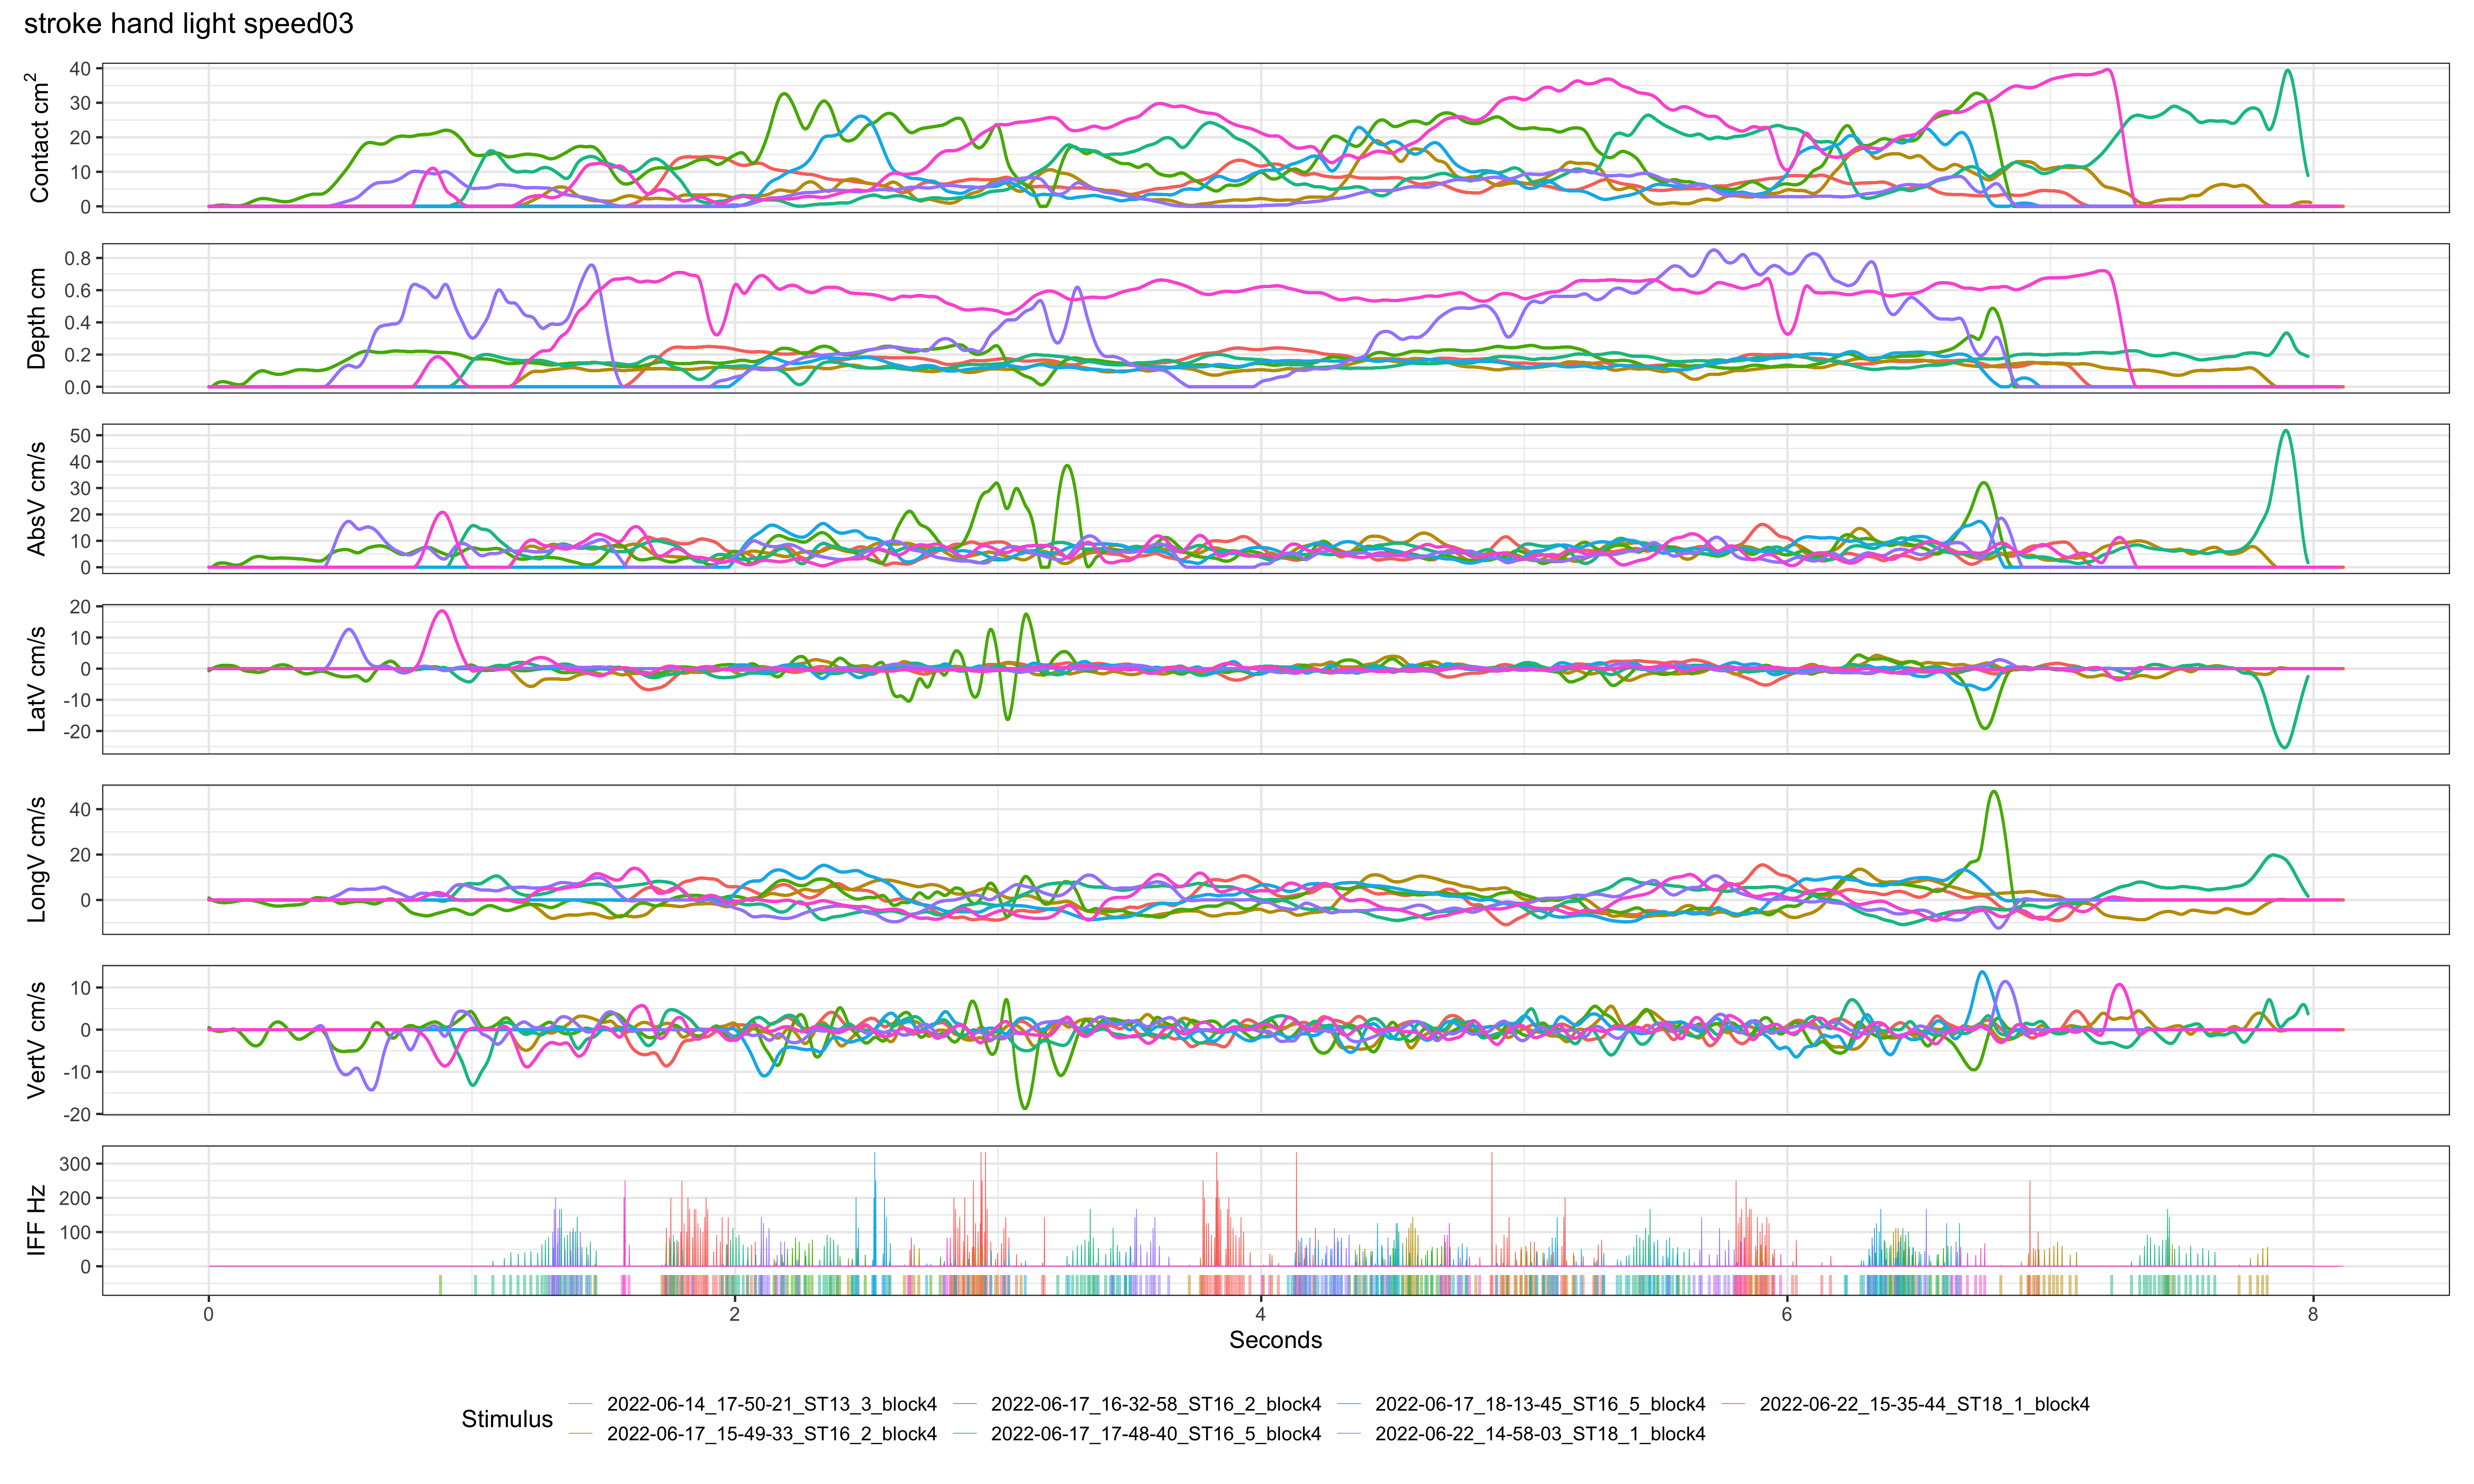 stroke hand light speed03
Contact cm²
40
30
20
10
0
Depth cm
0.8
0.6
0.4
0.2
0.0
AbsV cm/s
50
40
30
20
10
0
LatV cm/s
20
10
0
-10
-20
LongV cm/s
40
20
0
VertV cm/s
10
0
-10
-20
IFF Hz
300
200
100
0
0 2 4 6 8
Seconds
Stimulus
2022-06-14_17-50-21_ST13_3_block4 2022-06-17_16-32-58_ST16_2_block4 2022-06-17_18-13-45_ST16_5_block4 2022-06-22_15-35-44_ST18_1_block4
2022-06-17_15-49-33_ST16_2_block4 2022-06-17_17-48-40_ST16_5_block4 2022-06-22_14-58-03_ST18_1_block4